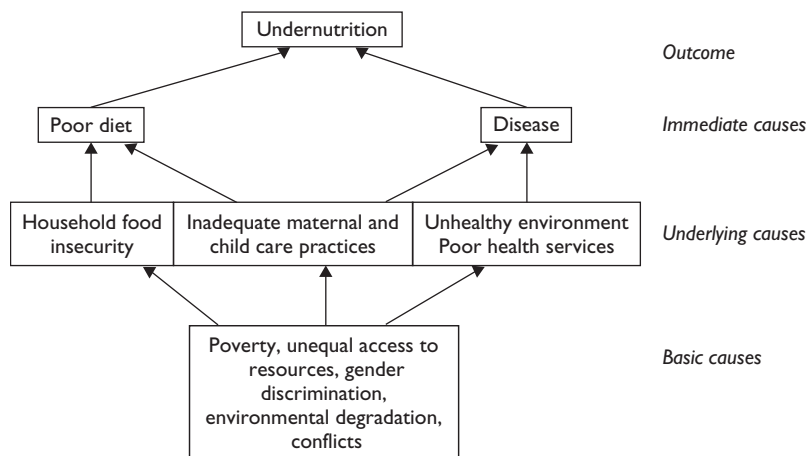 Undernutrition
Outcome
Poor diet
Disease
Immediate causes
Household food
insecurity
Inadequate maternal and
child care practices
Unhealthy environment
Poor health services
Underlying causes
Poverty, unequal access to
resources, gender
discrimination,
environmental degradation,
conflicts
Basic causes